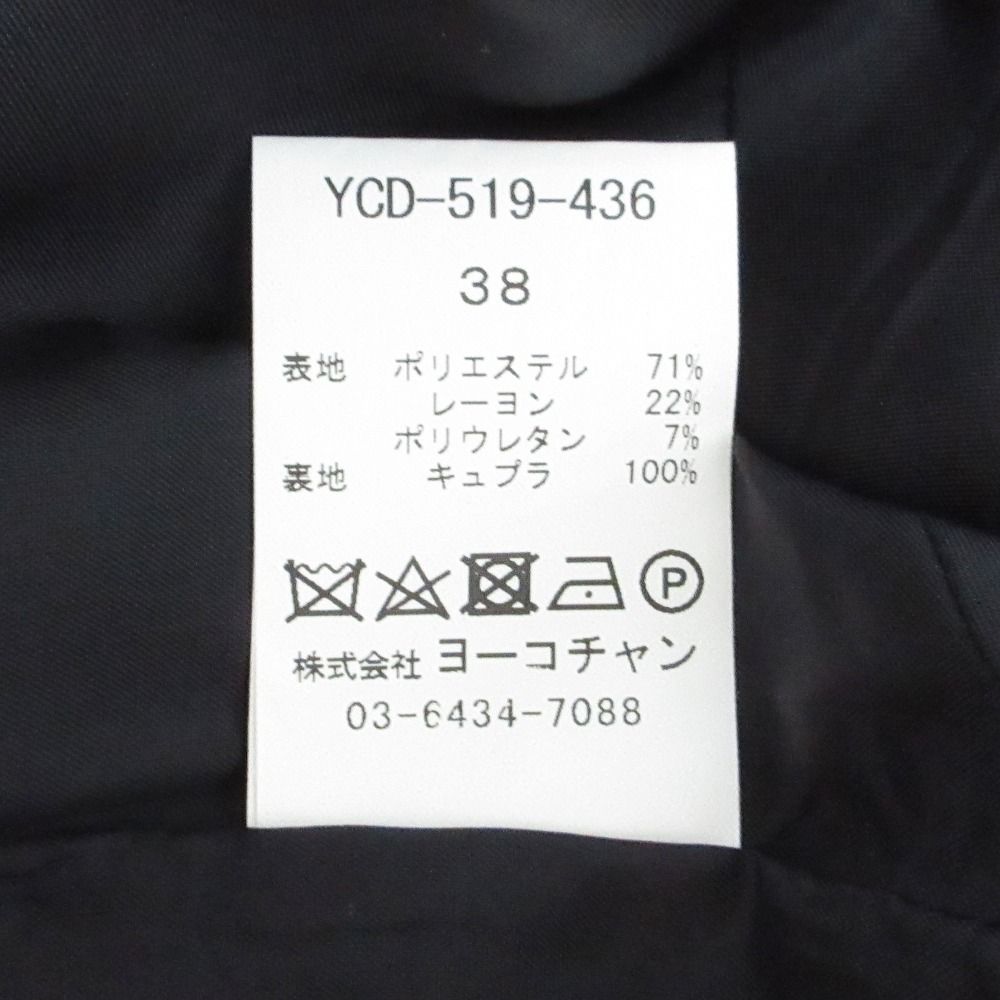 YCD-519-436
38
表地 ポリエステル 71%
レーヨン 22%
ポリウレタン 7%
裏地 キュプラ 100%
P
株式会社 ヨーコチャン
03-6434-7088